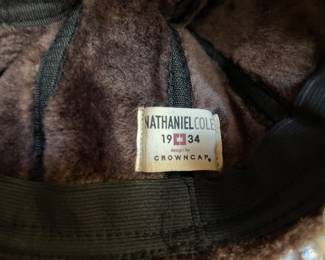 NATHANIELCOLE
19 34
design by
CROWNCAP®